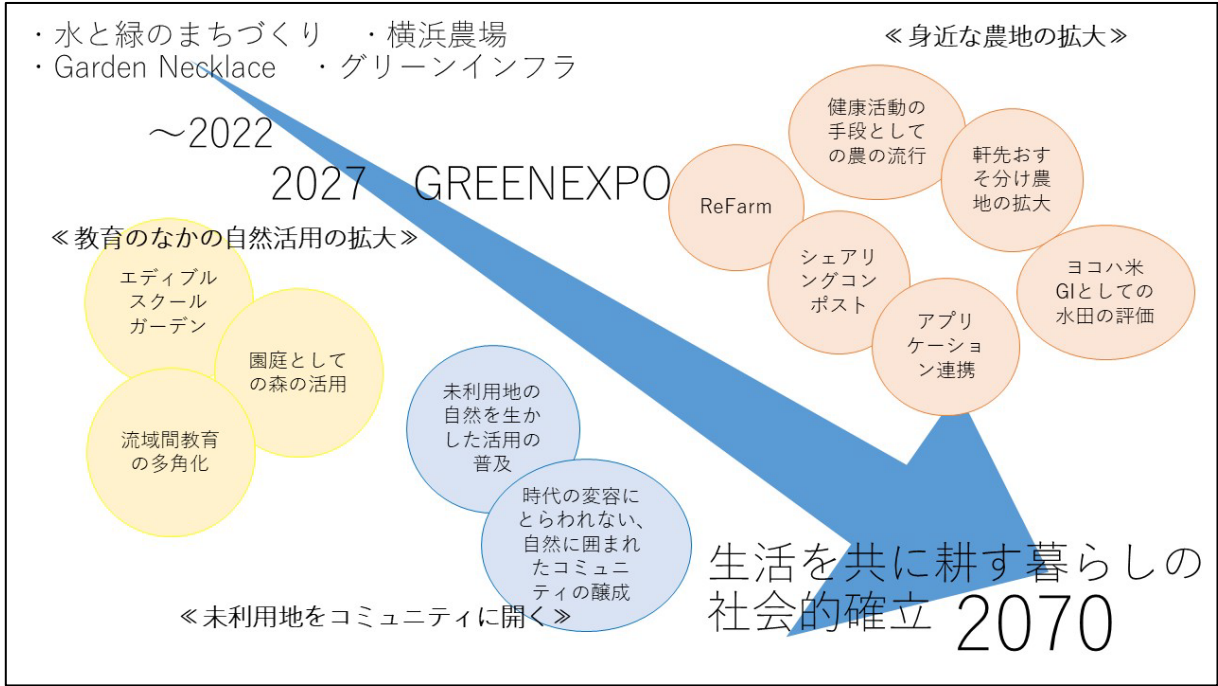 ・水と緑のまちづくり　・横浜農場
・Garden Necklace　・グリーンインフラ
～2022
2027　GREENEXPO
≪身近な農地の拡大≫
健康活動の
手段として
の農の流行
軒先おす
そ分け農
地の拡大
ReFarm
シェアリ
ングコン
ポスト
ヨコハ米
GIとしての
水田の評価
アプリ
ケーショ
ン連携
≪教育のなかの自然活用の拡大≫
エディブル
スクール
ガーデン
園庭として
の森の活用
流域間教育
の多角化
未利用地の
自然を生か
した活用の
普及
時代の変容に
とらわれない、
自然に囲まれ
たコミュニ
ティの醸成
≪未利用地をコミュニティに開く≫
生活を共に耕す暮らしの
社会的確立 2070